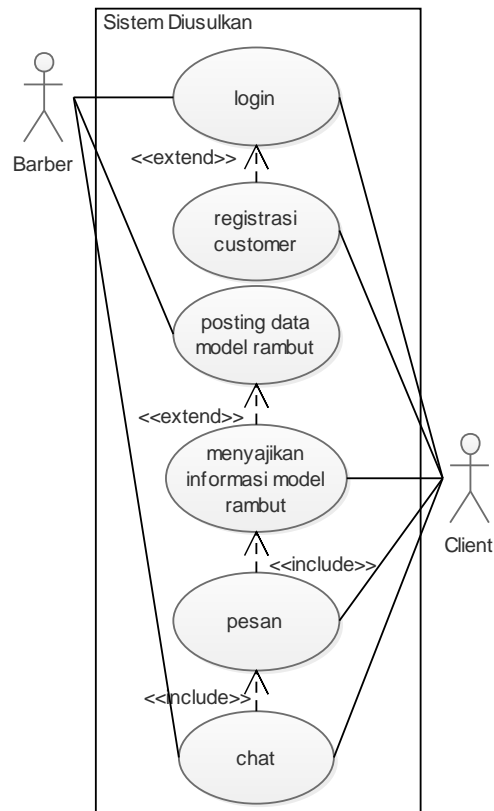 Sistem Diusulkan
login
Barber
<<extend>>
registrasi
customer
posting data
model rambut
<<extend>>
menyajikan
informasi model
rambut
Client
<<include>>
pesan
<<include>>
chat